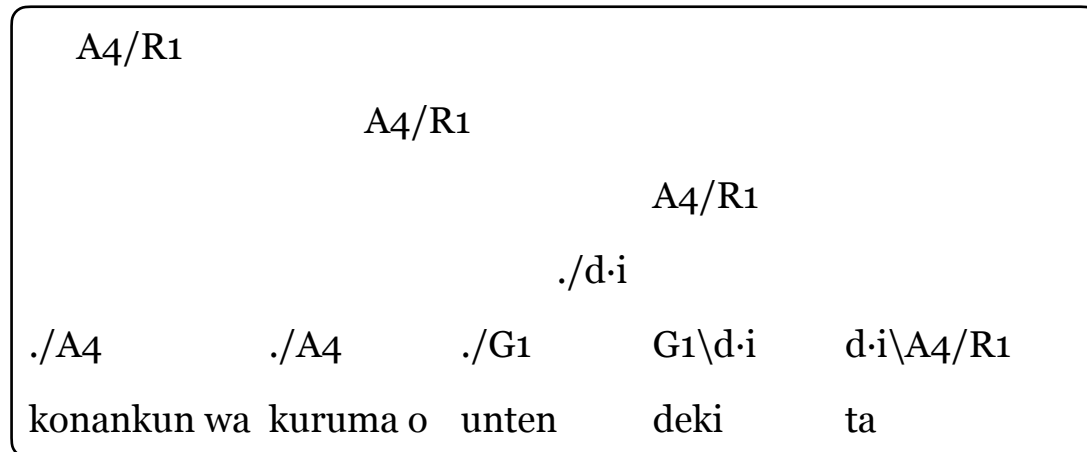 A4/R1
A4/R1
A4/R1
./d·i
./A4 ./A4 ./G1 G1\d·i d·i\A4/R1
konankun wa kuruma o unten deki ta